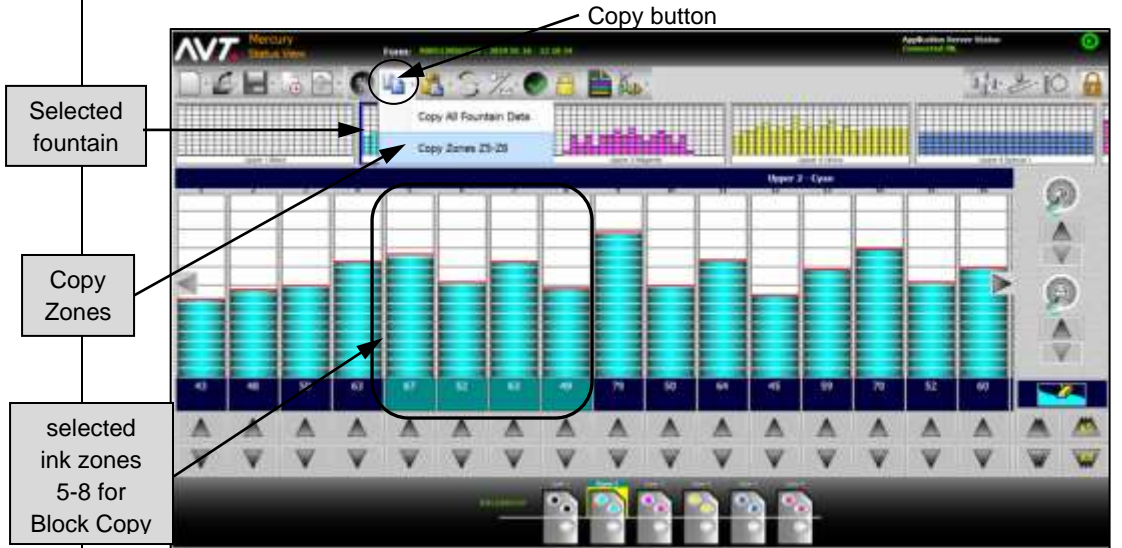 Copy button
AVT Mercury
Status View
Application Server Status
Connected OK
Selected
fountain
Copy All Fountain Data
Copy Zones Z5-Z8
Upper 2 - Cyan
Copy
Zones
43 48 50 63 67 52 63 49 79 50 64 45 59 70 52 60
selected
ink zones
5-8 for
Block Copy